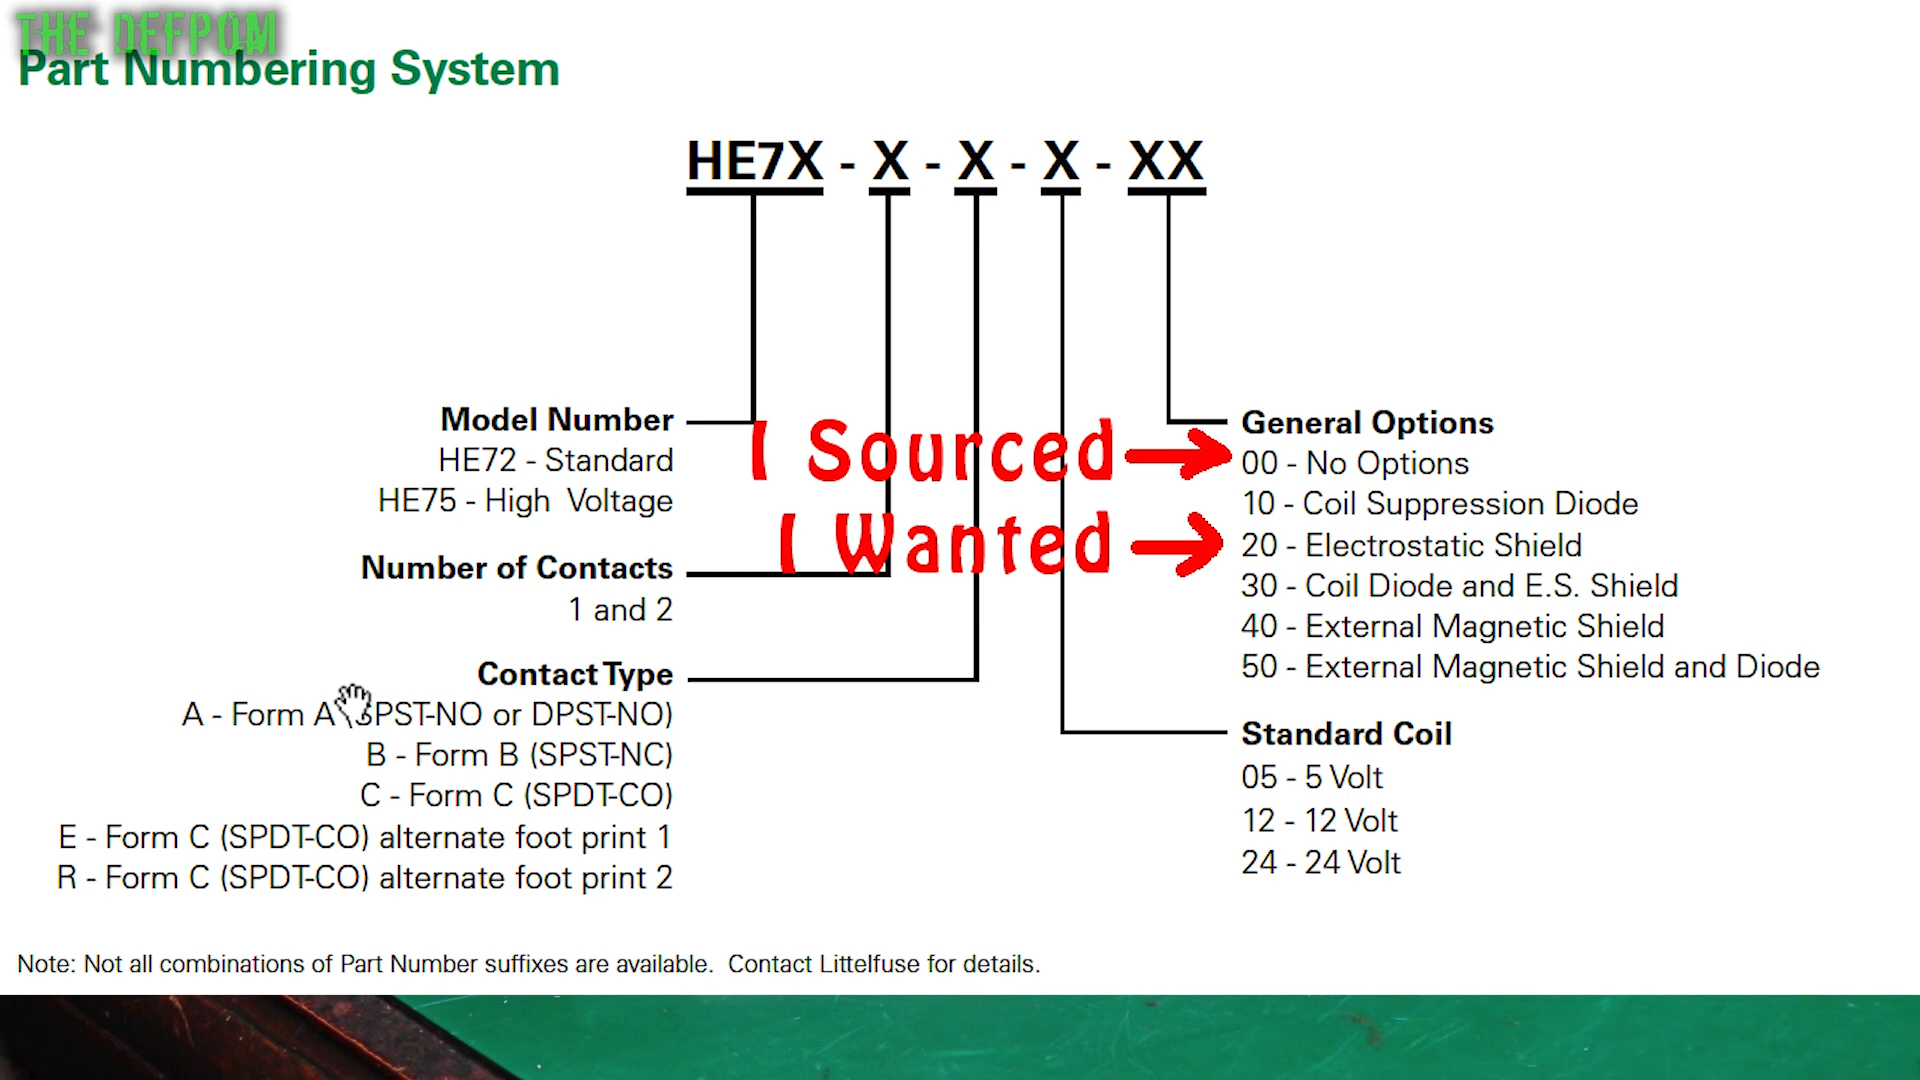 THE DEFPOM
Part Numbering System
HE7X - X - X - X - XX
Model Number
HE72 - Standard
HE75 - High Voltage
Number of Contacts
1 and 2
Contact Type
A - Form A (SPST-NO or DPST-NO)
B - Form B (SPST-NC)
C - Form C (SPDT-CO)
E - Form C (SPDT-CO) alternate foot print 1
R - Form C (SPDT-CO) alternate foot print 2
I Sourced
I Wanted
General Options
00 - No Options
10 - Coil Suppression Diode
20 - Electrostatic Shield
30 - Coil Diode and E.S. Shield
40 - External Magnetic Shield
50 - External Magnetic Shield and Diode
Standard Coil
05 - 5 Volt
12 - 12 Volt
24 - 24 Volt
Note: Not all combinations of Part Number suffixes are available. Contact Littelfuse for details.